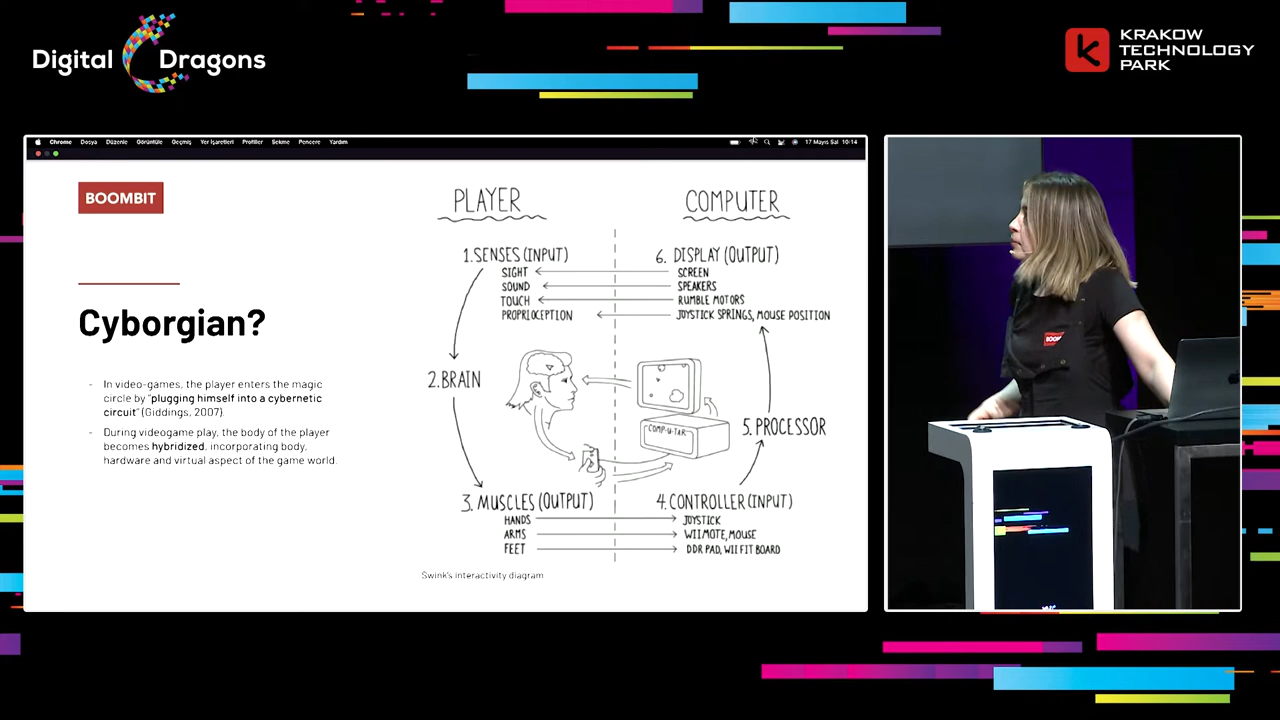 Digital Dragons
KRAKOW
TECHNOLOGY
PARK
Chrome Dosya Düzenle Görüntüle Geçmiş Yer İşaretleri Profiller Sekme Pencere Yardım
17 Mayıs Sal 10:14
BOOMBIT
Cyborgian?
- In video-games, the player enters the magic
circle by “plugging himself into a cybernetic
circuit” (Giddings, 2007).
- During videogame play, the body of the player
becomes hybridized, incorporating body,
hardware and virtual aspect of the game world.
PLAYER
COMPUTER
1. SENSES (INPUT)
SIGHT
SOUND
TOUCH
PROPRIOCEPTION
6. DISPLAY (OUTPUT)
SCREEN
SPEAKERS
RUMBLE MOTORS
JOYSTICK SPRINGS, MOUSE POSITION
2. BRAIN
COMP-U-TAR
5. PROCESSOR
3. MUSCLES (OUTPUT)
HANDS
ARMS
FEET
4. CONTROLLER (INPUT)
JOYSTICK
WIIMOTE, MOUSE
DDR PAD, WII FIT BOARD
Swink's interactivity diagram